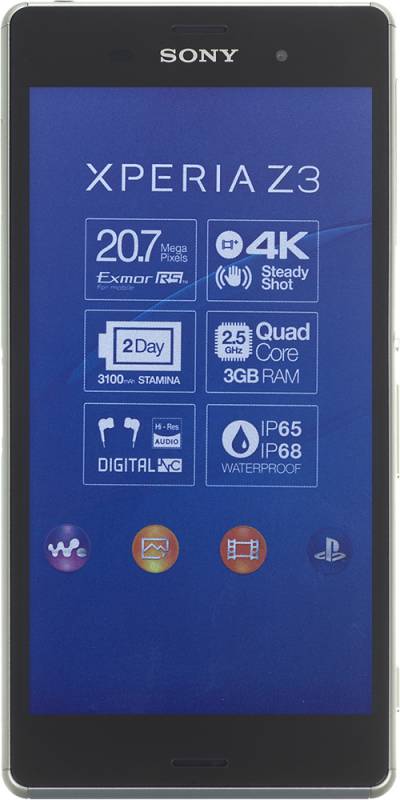 SONY
XPERIA Z3
20.7 Mega Pixels
Exmor RS™
For mobile
4K
Steady
Shot
2 Day
3100mAh STAMINA
2.5 GHz
Quad
Core
3GB RAM
Hi-Res
AUDIO
DIGITAL NC
IP65
IP68
WATERPROOF